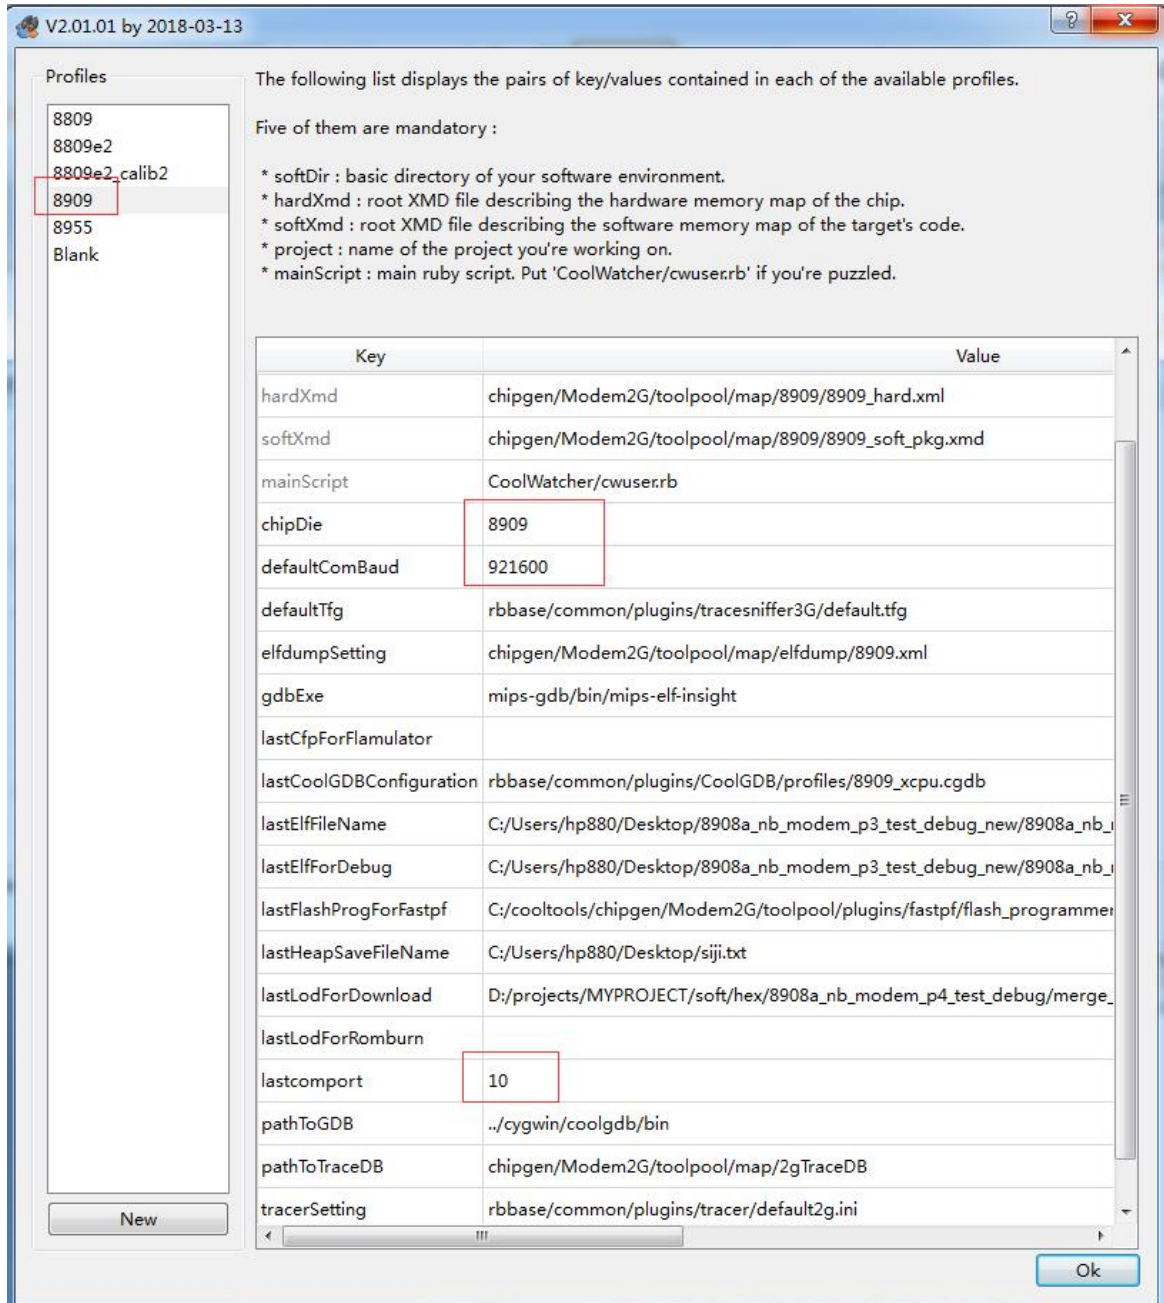 V2.01.01 by 2018-03-13
Profiles
8809
8809e2
8809e2_calib2
8909
8955
Blank
New
The following list displays the pairs of key/values contained in each of the available profiles.
Five of them are mandatory :
* softDir : basic directory of your software environment.
* hardXmd : root XMD file describing the hardware memory map of the chip.
* softXmd : root XMD file describing the software memory map of the target's code.
* project : name of the project you're working on.
* mainScript : main ruby script. Put 'CoolWatcher/cwuser.rb' if you're puzzled.
Key Value
hardXmd chipgen/Modem2G/toolpool/map/8909/8909_hard.xml
softXmd chipgen/Modem2G/toolpool/map/8909/8909_soft_pkg.xmd
mainScript CoolWatcher/cwuser.rb
chipDie 8909
defaultComBaud 921600
defaultTfg rbbase/common/plugins/tracesniffer3G/default.tfg
elfdumpSetting chipgen/Modem2G/toolpool/map/elfdump/8909.xml
gdbExe mips-gdb/bin/mips-elf-insight
lastCfpForFlamulator
lastCoolGDBConfiguration rbbase/common/plugins/CoolGDB/profiles/8909_xcpu.cgdb
lastElfFileName C:/Users/hp880/Desktop/8908a_nb_modem_p3_test_debug_new/8908a_nb_
lastElfForDebug C:/Users/hp880/Desktop/8908a_nb_modem_p3_test_debug_new/8908a_nb_
lastFlashProgForFastpf C:/cooltools/chipgen/Modem2G/toolpool/plugins/fastpf/flash_programmer
lastHeapSaveFileName C:/Users/hp880/Desktop/siji.txt
lastLodForDownload D:/projects/MYPROJECT/soft/hex/8908a_nb_modem_p4_test_debug/merge_
lastLodForRomburn
lastcomport 10
pathToGDB ../cygwin/coolgdb/bin
pathToTraceDB chipgen/Modem2G/toolpool/map/2gTraceDB
tracerSetting rbbase/common/plugins/tracer/default2g.ini
Ok